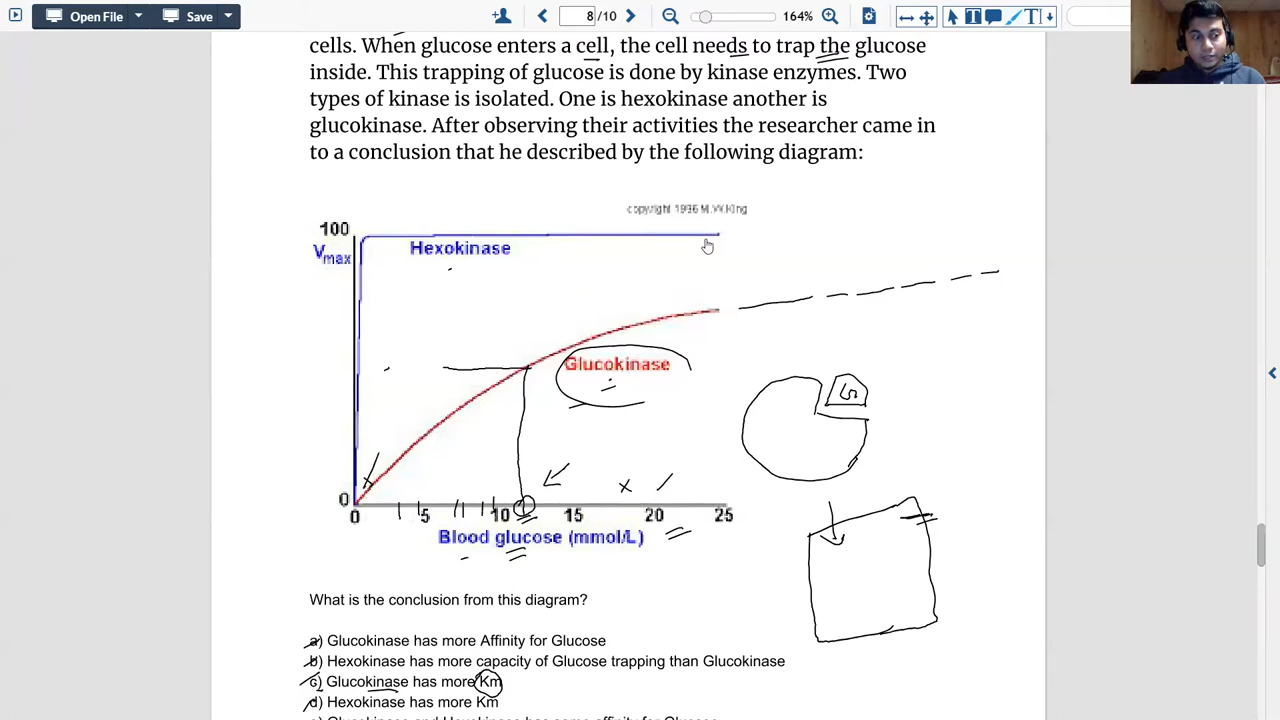 Open File
Save
8 /10
164%
cells. When glucose enters a cell, the cell needs to trap the glucose
inside. This trapping of glucose is done by kinase enzymes. Two
types of kinase is isolated. One is hexokinase another is
glucokinase. After observing their activities the researcher came in
to a conclusion that he described by the following diagram:
copyright 1996 M.W.King
100
Vmax
Hexokinase
Glucokinase
0
0 5 10 15 20 25
Blood glucose (mmol/L)
What is the conclusion from this diagram?
a) Glucokinase has more Affinity for Glucose
b) Hexokinase has more capacity of Glucose trapping than Glucokinase
c) Glucokinase has more Km
d) Hexokinase has more Km